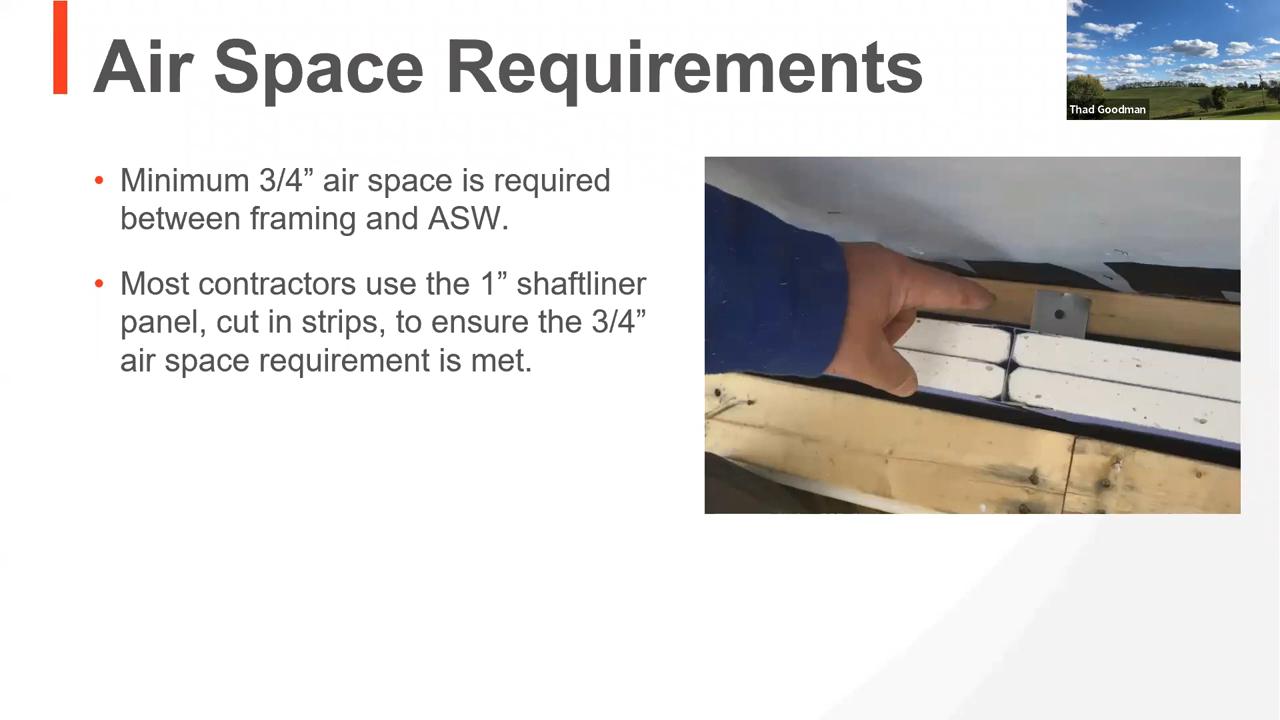 Air Space Requirements
Thad Goodman
• Minimum 3/4” air space is required
between framing and ASW.
• Most contractors use the 1” shaftliner
panel, cut in strips, to ensure the 3/4”
air space requirement is met.